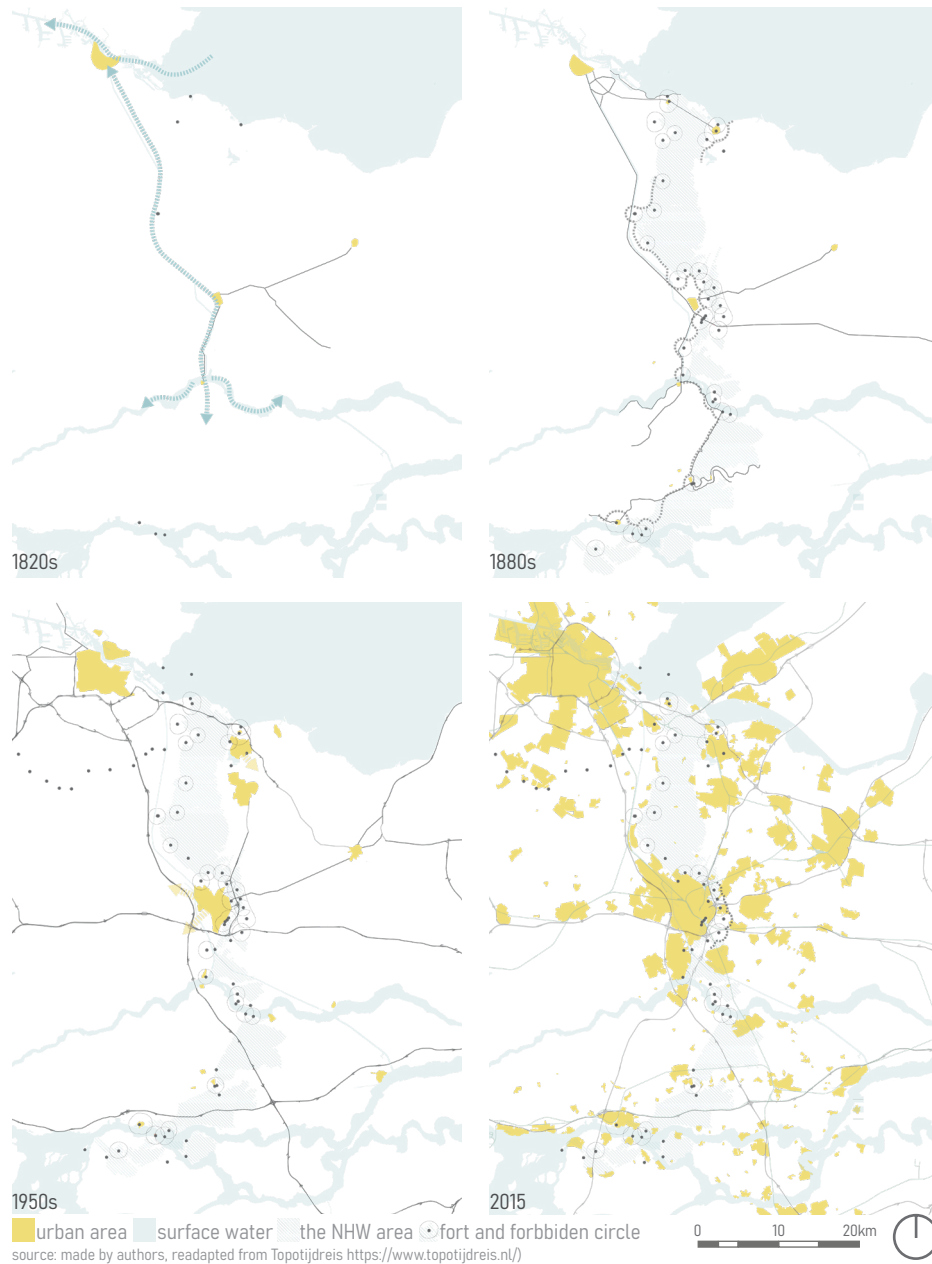 1820s
1880s
1950s
2015
urban area surface water the NHW area fort and forbbiden circle
0 10 20km
source: made by authors, readapted from Topotijdreis https://www.topotijdreis.nl/)